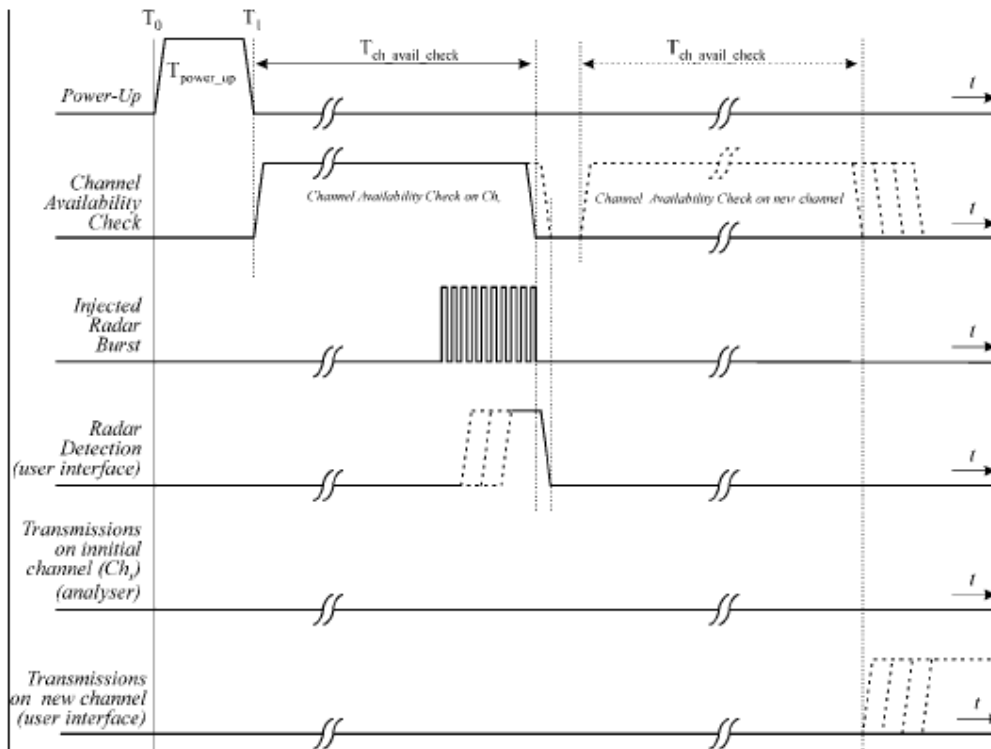 T0 T1
Tch_avail_check
Tch_avail_check
Tpower_up
Power-Up
t
Channel
Availability
Check
Channel Availability Check on Chr
Channel Availability Check on new channel
t
Injected
Radar
Burst
t
Radar
Detection
(user interface)
t
Transmissions
on innitial
channel (Chr)
(analyser)
t
Transmissions
on new channel
(user interface)
t